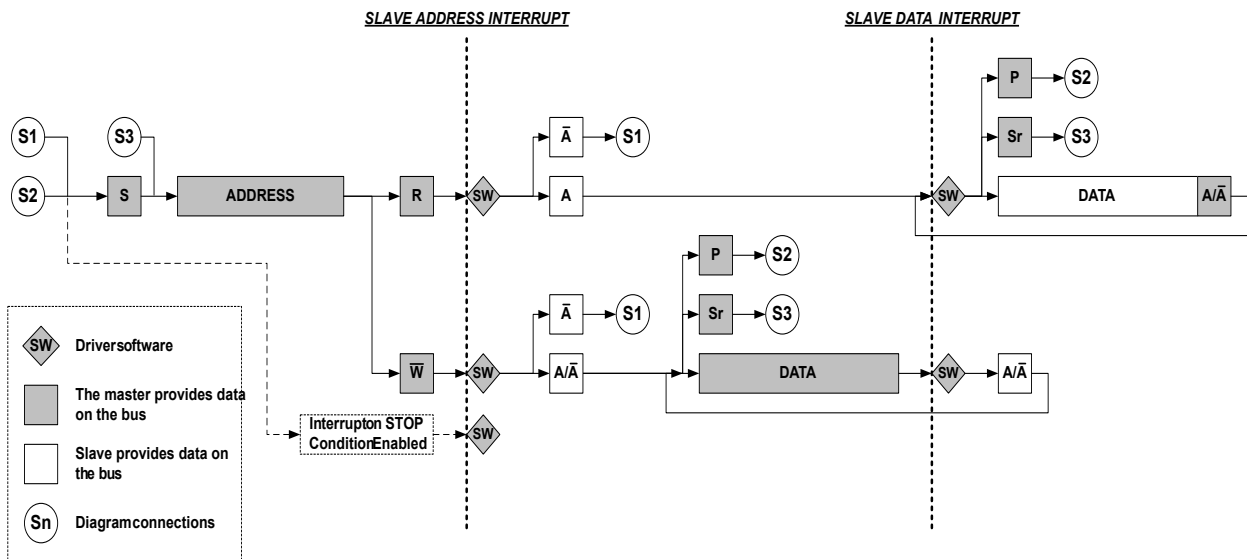 SLAVE ADDRESS INTERRUPT
SLAVE DATA INTERRUPT
P
S2
S1
S3
A̅
S1
Sr
S3
S2
S
ADDRESS
R
SW
A
SW
DATA
A/A̅
P
S2
A̅
S1
Sr
S3
W̅
SW
A/A̅
DATA
SW
A/A̅
Interrupton STOP
ConditionEnabled
SW
SW
Driversoftware
The master provides data
on the bus
Slave provides data on
the bus
Sn
Diagramconnections